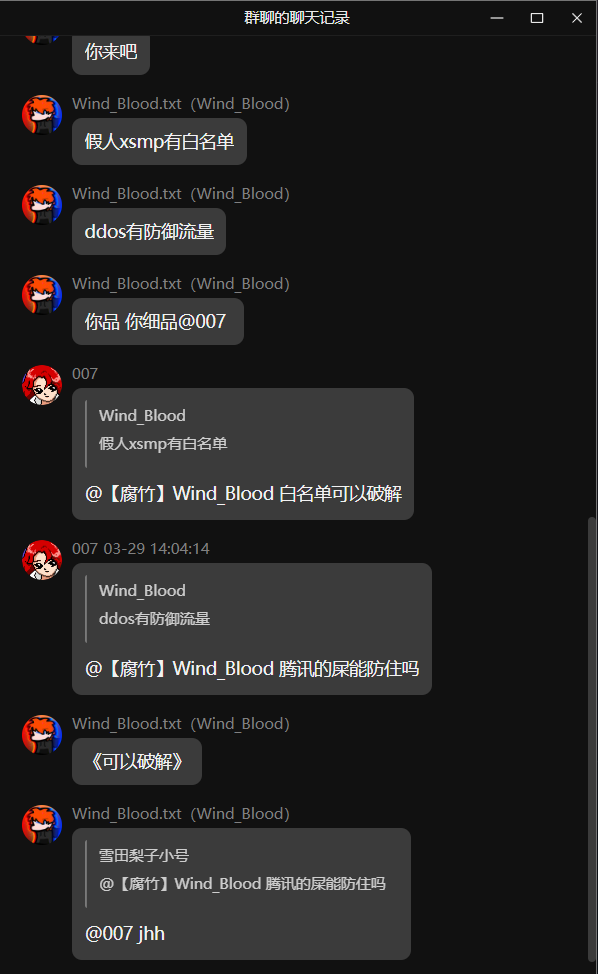 群聊的聊天记录
你来吧
Wind_Blood.txt（Wind_Blood）
假人xsmp有白名单
Wind_Blood.txt（Wind_Blood）
ddos有防御流量
Wind_Blood.txt（Wind_Blood）
你品 你细品@007
007
Wind_Blood
假人xsmp有白名单
@【腐竹】Wind_Blood 白名单可以破解
007 03-29 14:04:14
Wind_Blood
ddos有防御流量
@【腐竹】Wind_Blood 腾讯的屎能防住吗
Wind_Blood.txt（Wind_Blood）
《可以破解》
Wind_Blood.txt（Wind_Blood）
雪田梨子小号
@【腐竹】Wind_Blood 腾讯的屎能防住吗
@007 jhh